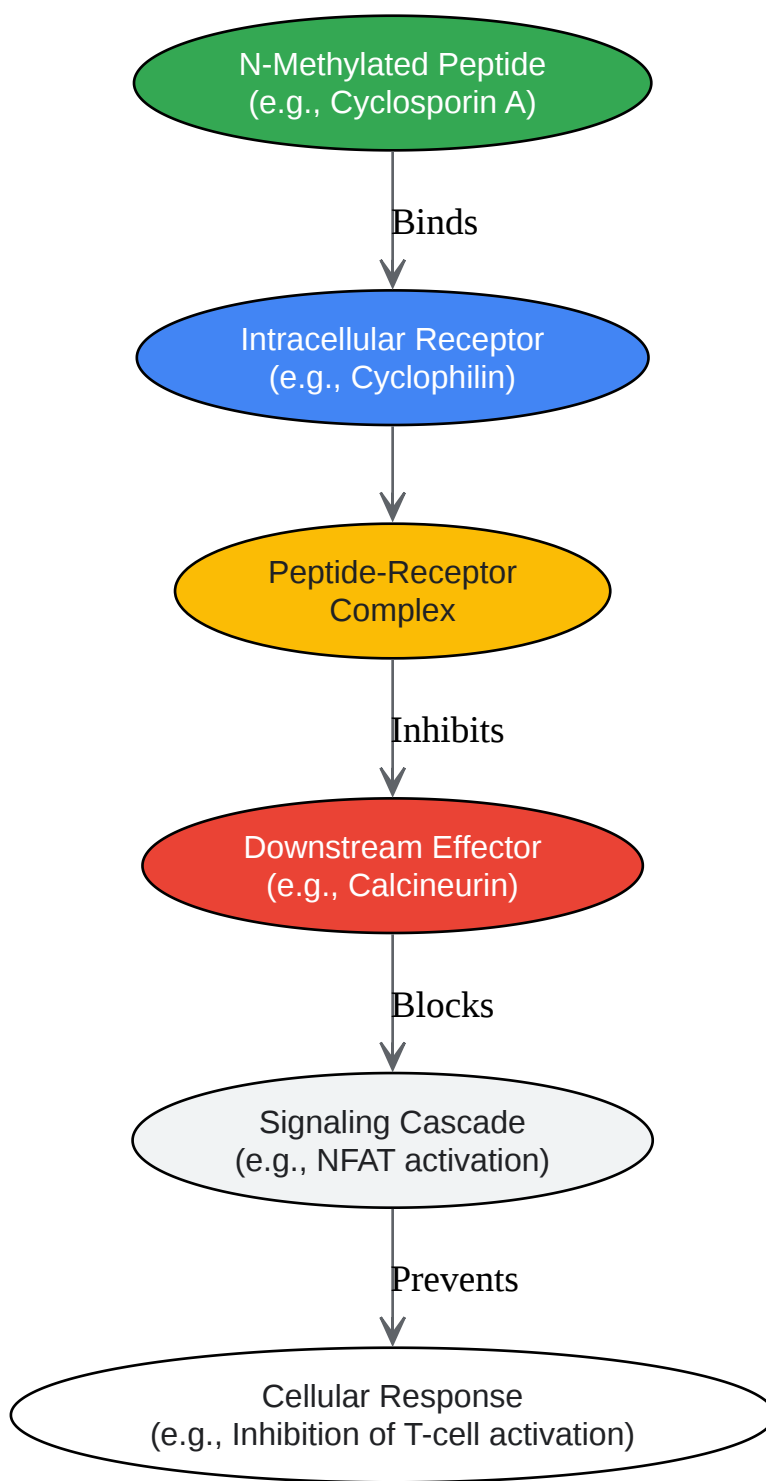 N-Methylated Peptide
(e.g., Cyclosporin A)
Binds
Intracellular Receptor
(e.g., Cyclophilin)
Peptide-Receptor
Complex
Inhibits
Downstream Effector
(e.g., Calcineurin)
Blocks
Signaling Cascade
(e.g., NFAT activation)
Prevents
Cellular Response
(e.g., Inhibition of T-cell activation)